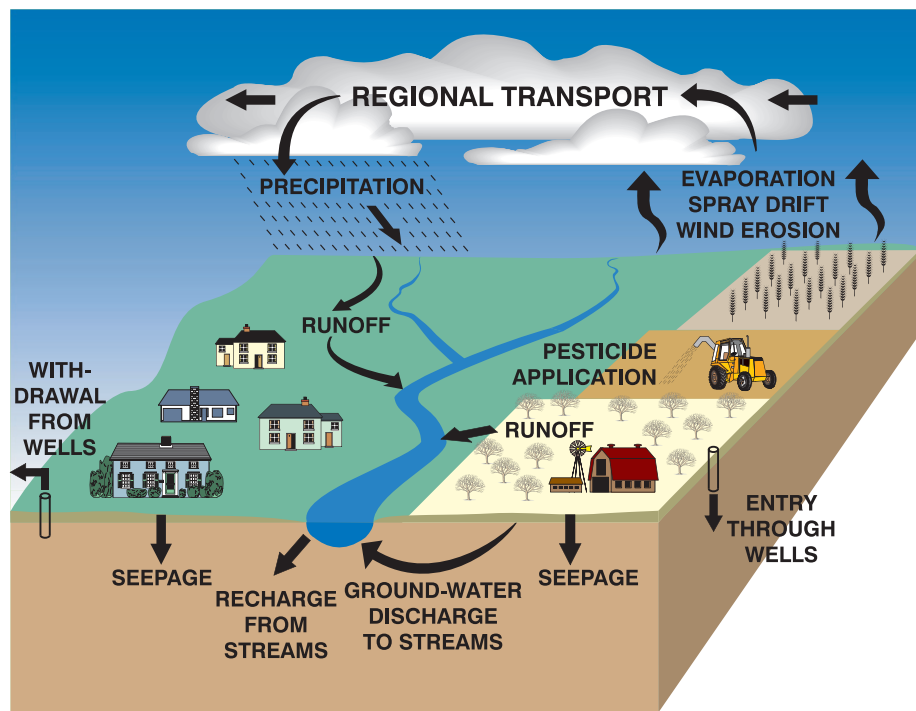 REGIONAL TRANSPORT
PRECIPITATION
EVAPORATION
SPRAY DRIFT
WIND EROSION
RUNOFF
PESTICIDE
APPLICATION
WITH-
DRAWAL
FROM
WELLS
RUNOFF
ENTRY
THROUGH
WELLS
SEEPAGE
RECHARGE
FROM
STREAMS
GROUND-WATER
DISCHARGE
TO STREAMS
SEEPAGE